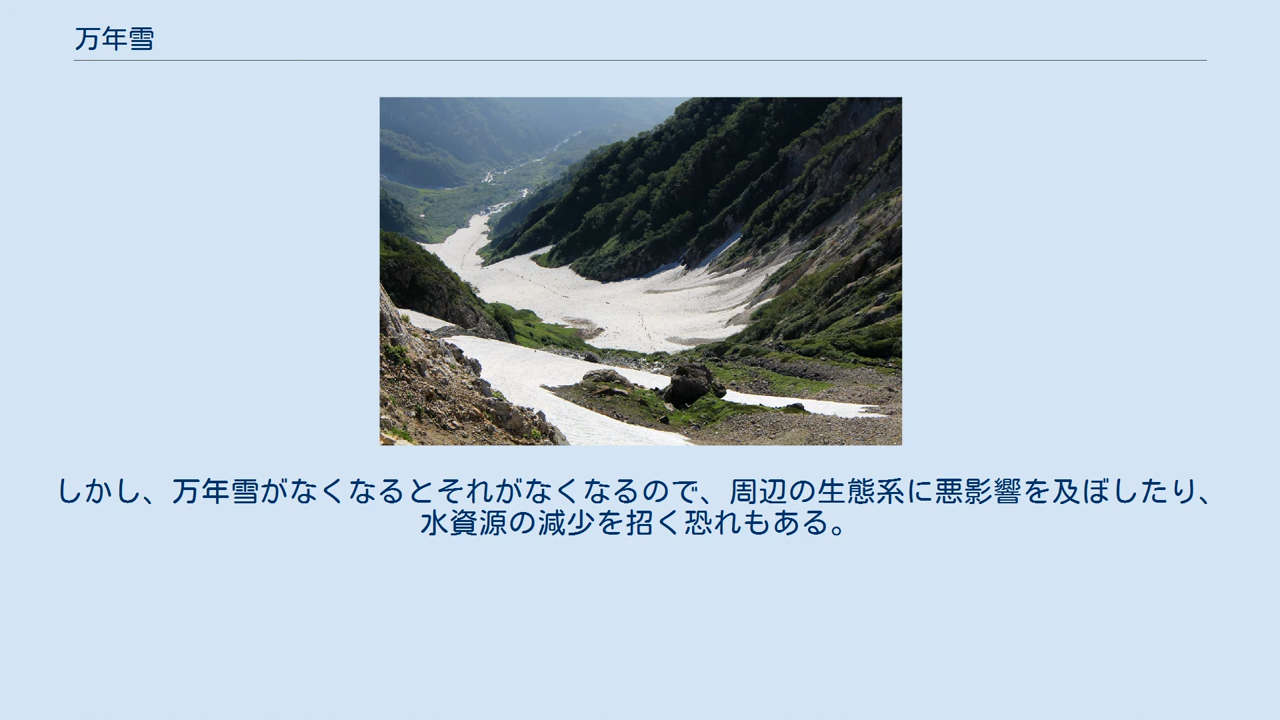 万年雪
しかし、万年雪がなくなるとそれがなくなるので、周辺の生態系に悪影響を及ぼしたり、
水資源の減少を招く恐れもある。